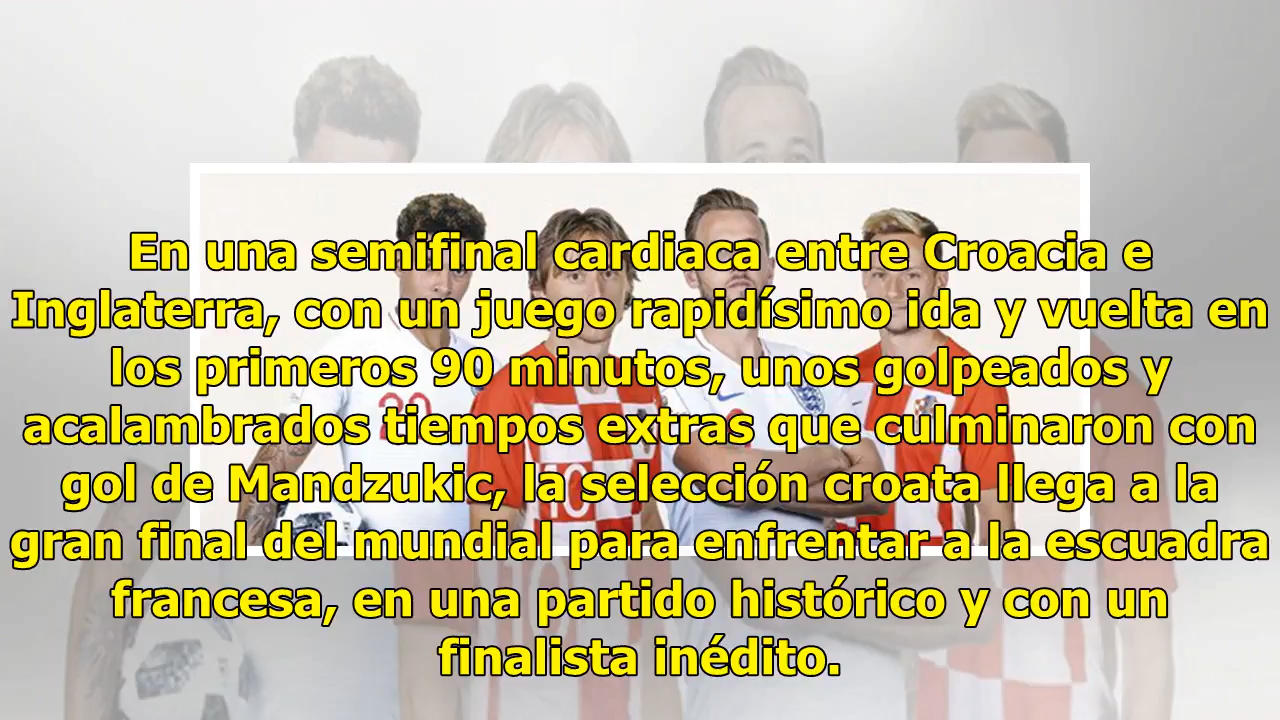 En una semifinal cardiaca entre Croacia e
Inglaterra, con un juego rapidísimo ida y vuelta en
los primeros 90 minutos, unos golpeados y
acalambrados tiempos extras que culminaron con
gol de Mandzukic, la selección croata llega a la
gran final del mundial para enfrentar a la escuadra
francesa, en una partido histórico y con un
finalista inédito.
20
10